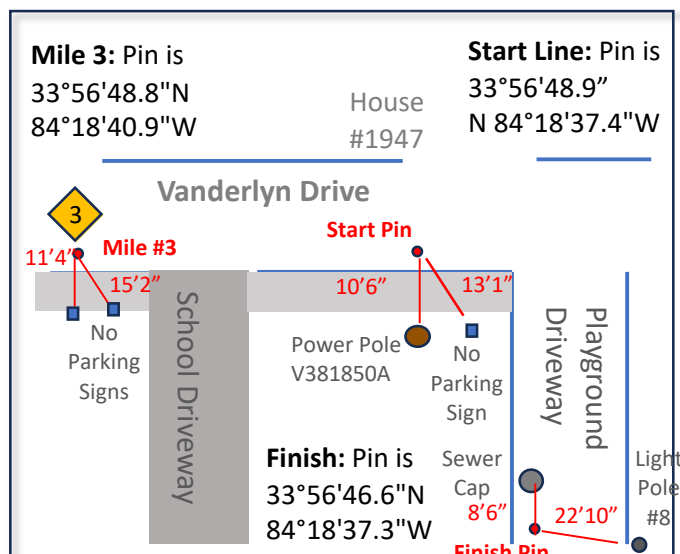 Mile 3: Pin is
33°56'48.8"N
84°18'40.9"W
House
#1947
Start Line: Pin is
33°56'48.9”
N 84°18'37.4"W
Vanderlyn Drive
3
Mile #3
Start Pin
11’4”
15’2”
10’6”
13’1”
No
Parking
Signs
School Driveway
Power Pole
V381850A
No
Parking
Sign
Playground
Driveway
Finish: Pin is
33°56'46.6"N
84°18'37.3"W
Sewer
Cap
Light
Pole
#8
8’6”
22’10”
Finish Pin